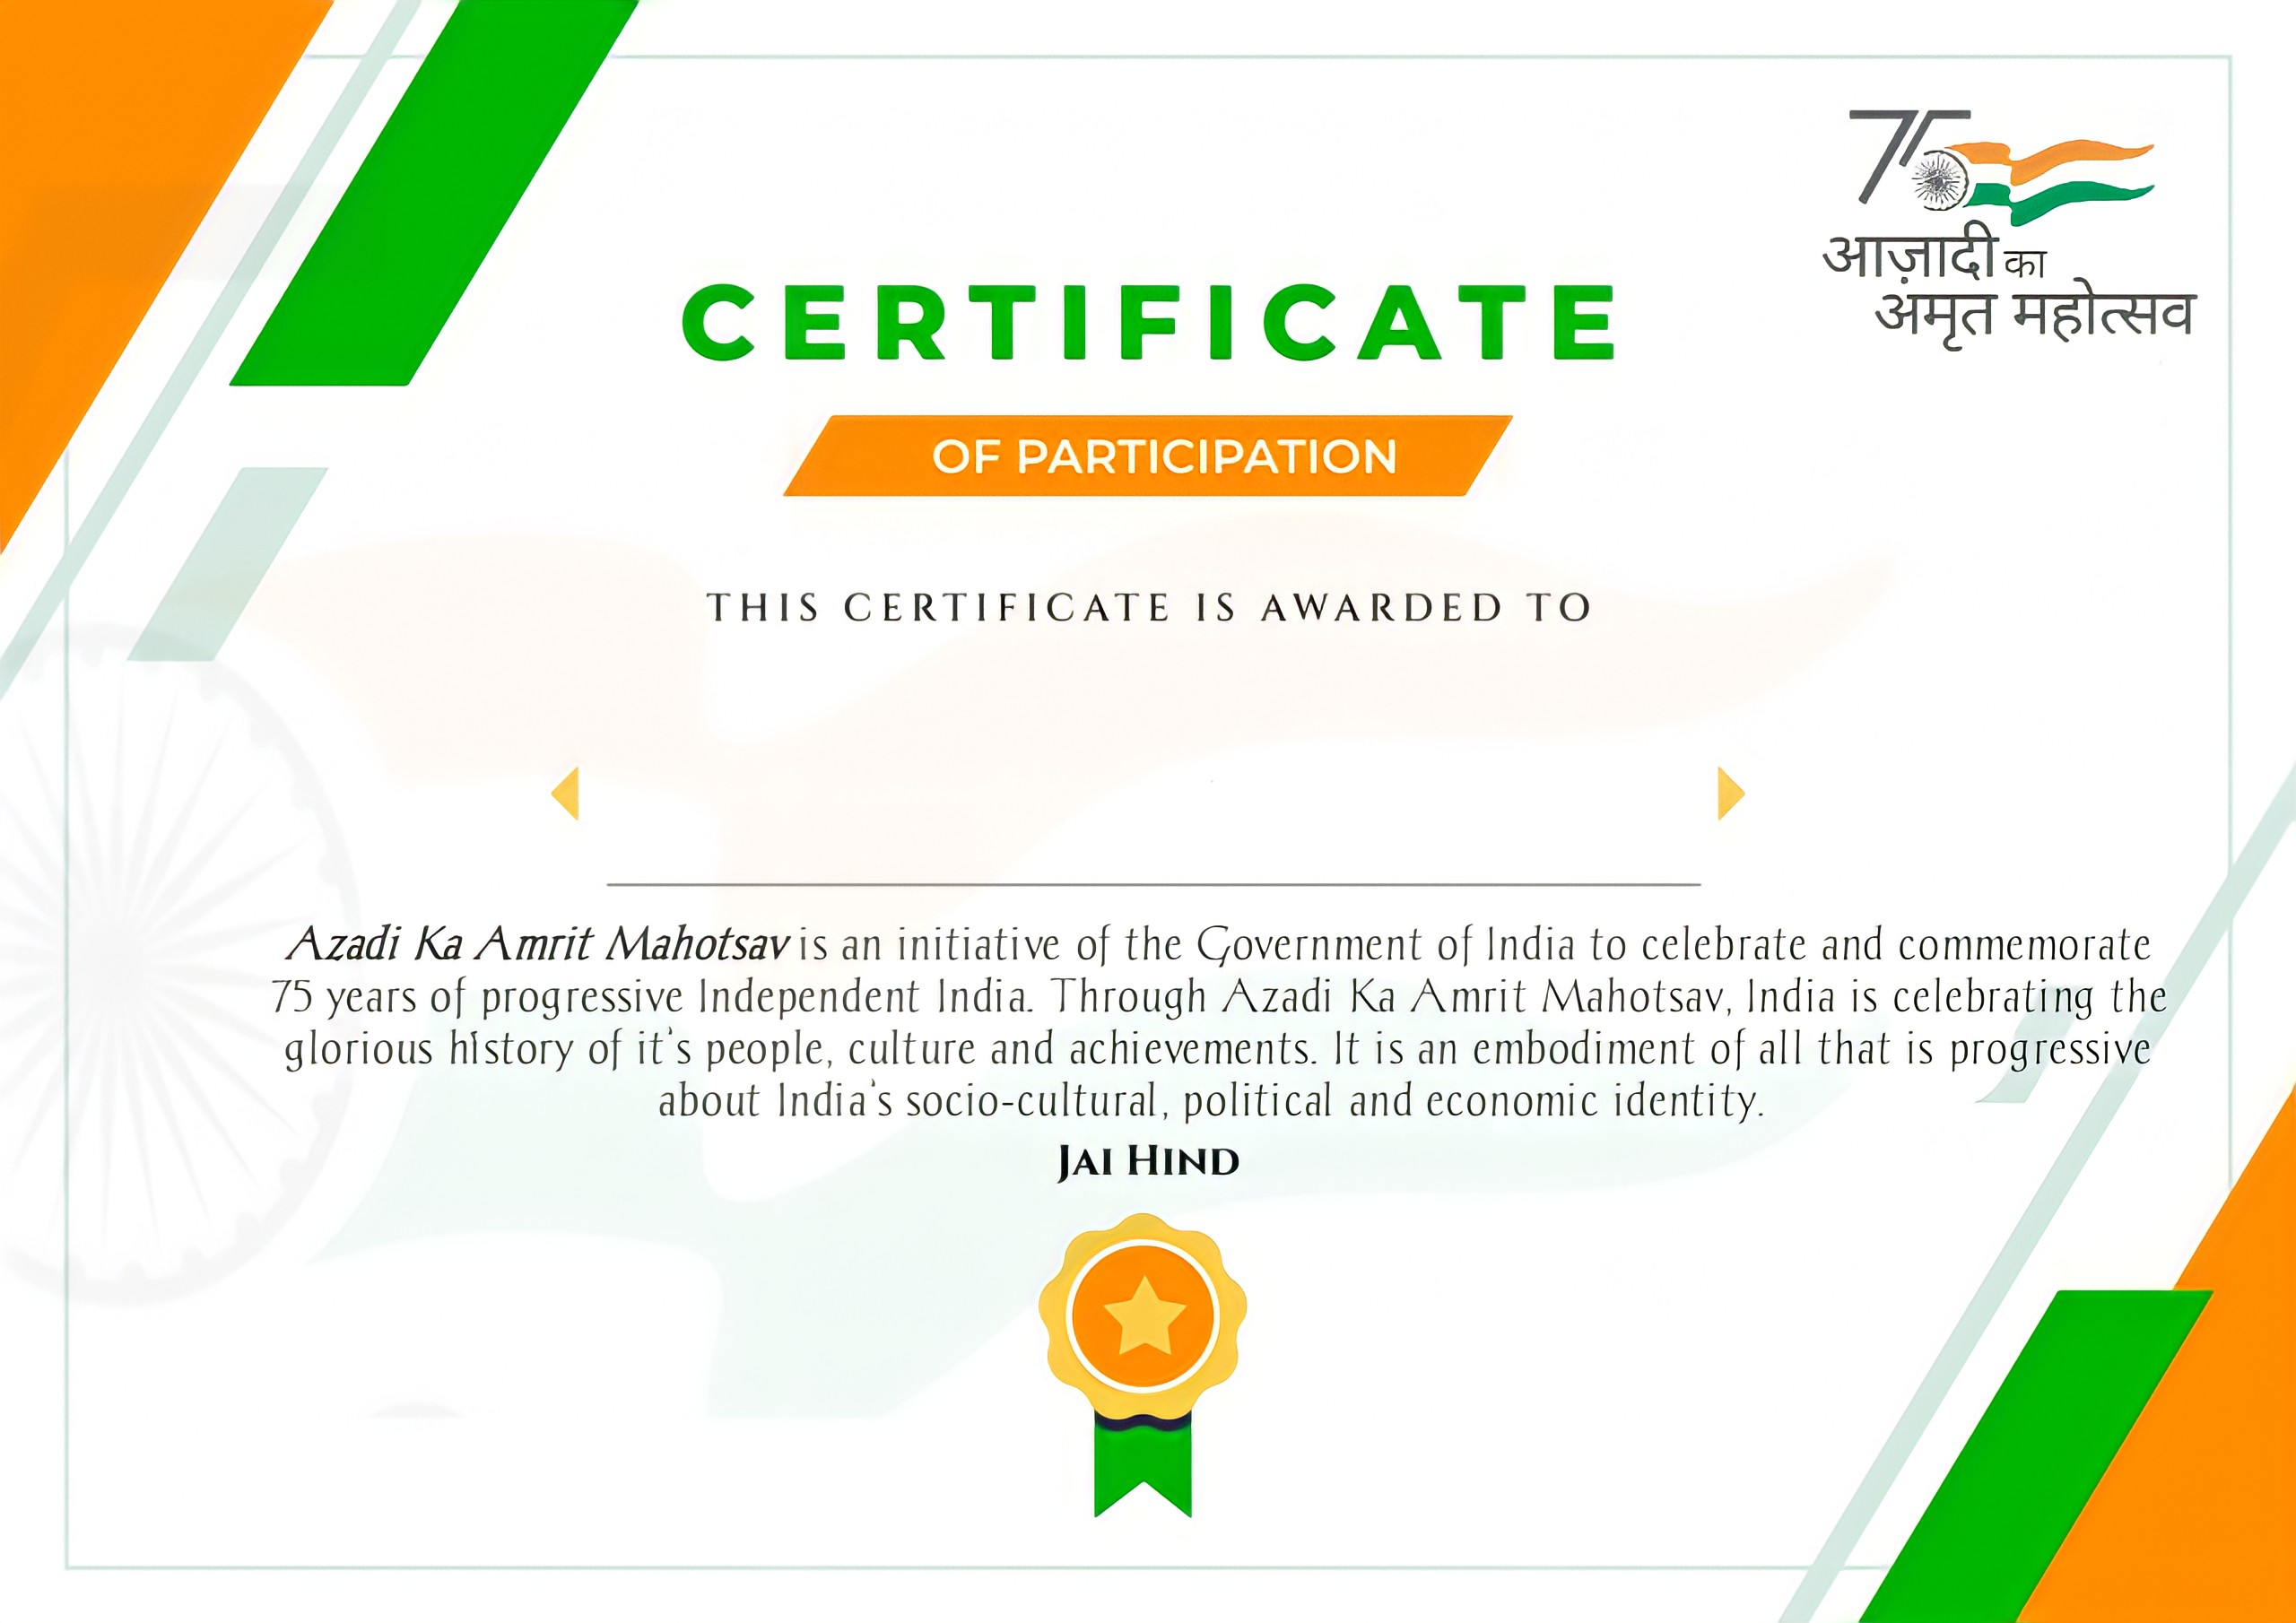 75
आज़ादी का
अमृत महोत्सव
CERTIFICATE
OF PARTICIPATION
THIS CERTIFICATE IS AWARDED TO
Azadi Ka Amrit Mahotsav is an initiative of the Government of India to celebrate and commemorate
75 years of progressive Independent India. Through Azadi Ka Amrit Mahotsav, India is celebrating the
glorious history of it's people, culture and achievements. It is an embodiment of all that is progressive
about India's socio-cultural, political and economic identity.
JAI HIND